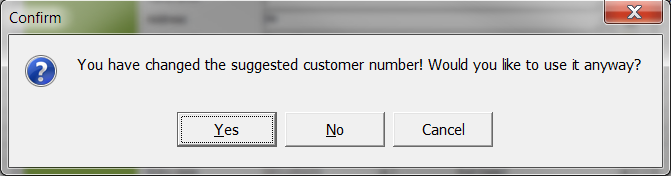 Confirm
You have changed the suggested customer number! Would you like to use it anyway?
Yes
No
Cancel